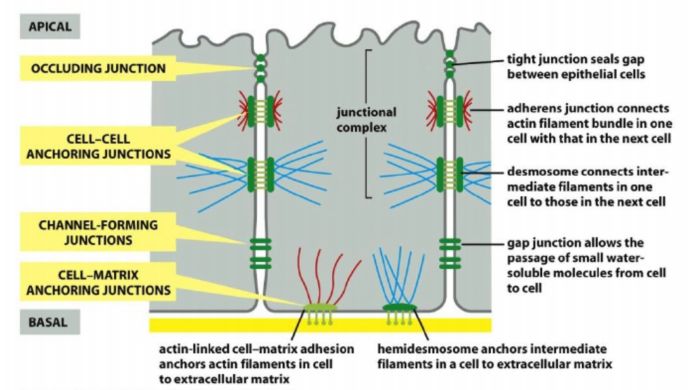 APICAL
OCCLUDING JUNCTION
CELL–CELL
ANCHORING JUNCTIONS
CHANNEL-FORMING
JUNCTIONS
CELL–MATRIX
ANCHORING JUNCTIONS
BASAL
junctional
complex
tight junction seals gap
between epithelial cells
adherens junction connects
actin filament bundle in one
cell with that in the next cell
desmosome connects inter-
mediate filaments in one
cell to those in the next cell
gap junction allows the
passage of small water-
soluble molecules from cell
to cell
actin-linked cell–matrix adhesion
anchors actin filaments in cell
to extracellular matrix
hemidesmosome anchors intermediate
filaments in a cell to extracellular matrix